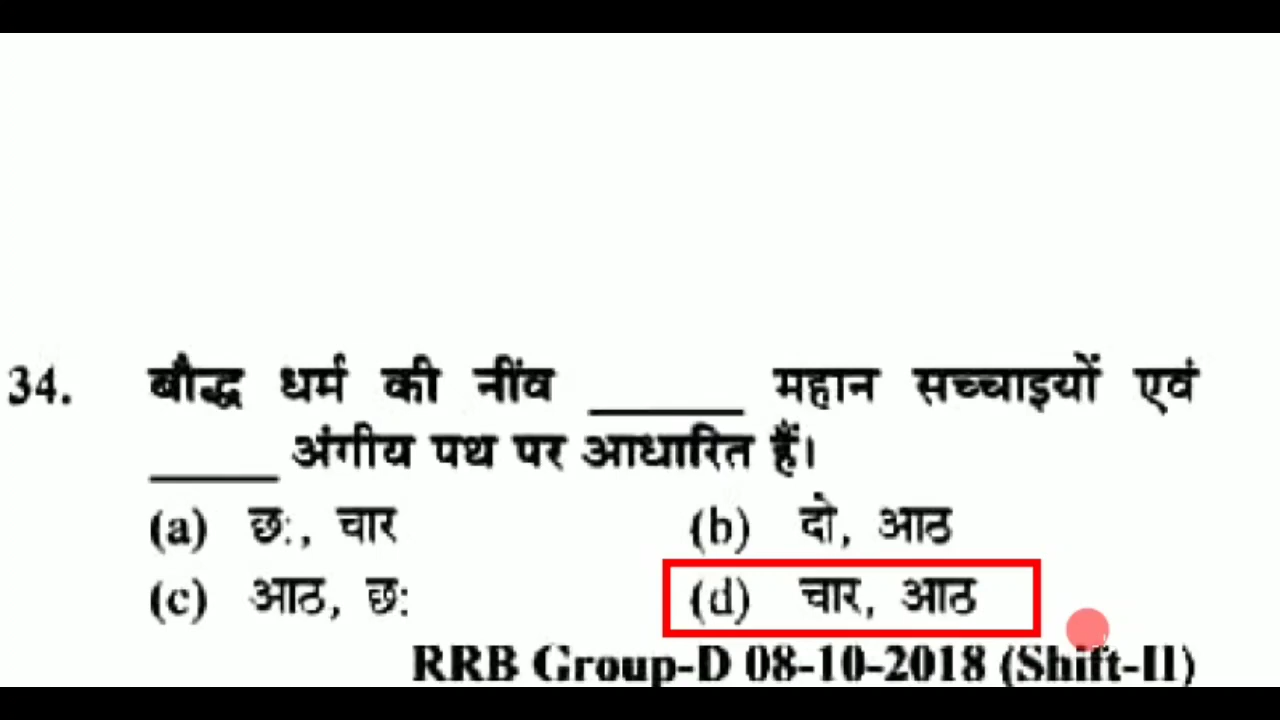 34. बौद्ध धर्म की नींव ______ महान सच्चाइयों एवं
______ अंगीय पथ पर आधारित हैं।
(a) छः, चार (b) दो, आठ
(c) आठ, छः (d) चार, आठ
RRB Group-D 08-10-2018 (Shift-II)